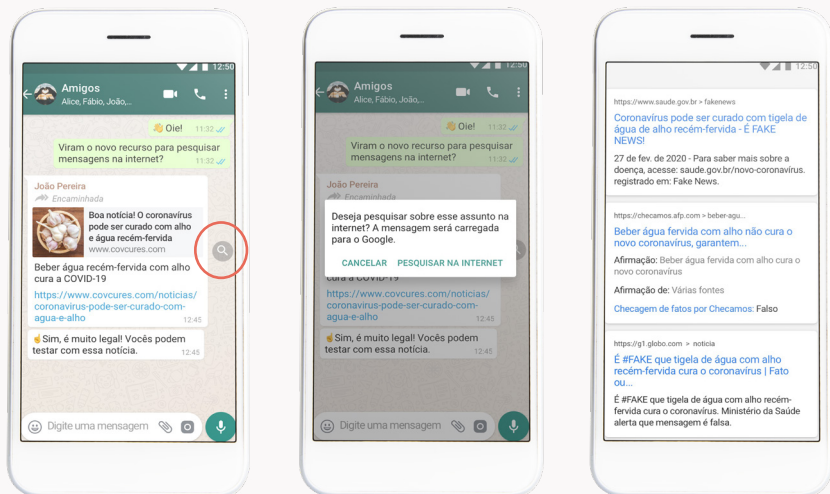 12:50
Amigos
Alice, Fábio, João,...
👋 Oie! 11:32
Viram o novo recurso para pesquisar
mensagens na internet? 11:32
João Pereira
Encaminhada
Boa notícia! O coronavírus
pode ser curado com alho
e água recém-fervida
www.covcures.com
Beber água recém-fervida com alho
cura a COVID-19
https://www.covcures.com/noticias/
coronavirus-pode-ser-curado-com-
agua-e-alho 12:45
☝Sim, é muito legal! Vocês podem
testar com essa notícia. 12:45
Digite uma mensagem
12:50
Amigos
Alice, Fábio, João,...
👋 Oie! 11:32
Viram o novo recurso para pesquisar
mensagens na internet? 11:32
João Pereira
Encaminhada
Deseja pesquisar sobre esse assunto na
internet? A mensagem será carregada
para o Google.
CANCELAR PESQUISAR NA INTERNET
cura a COVID-19
https://www.covcures.com/noticias/
coronavirus-pode-ser-curado-com-
agua-e-alho 12:45
☝Sim, é muito legal! Vocês podem
testar com essa notícia. 12:45
Digite uma mensagem
12:50
https://www.saude.gov.br > fakenews
Coronavírus pode ser curado com tigela de
água de alho recém-fervida - É FAKE
NEWS!
27 de fev. de 2020 - Para saber mais sobre a
doença, acesse: saude.gov.br/novo-coronavirus.
registrado em: Fake News.
https://checamos.afp.com > beber-agu...
Beber água fervida com alho não cura o
novo coronavírus, garantem...
Afirmação: Beber água fervida com alho cura o
novo coronavírus
Afirmação de: Várias fontes
Checagem de fatos por Checamos: Falso
https://g1.globo.com > noticia
É #FAKE que tigela de água com alho
recém-fervida cura o coronavírus | Fato
ou...
É #FAKE que tigela de água com alho recém-
fervida cura o coronavírus. Ministério da Saúde
alerta que mensagem é falsa.